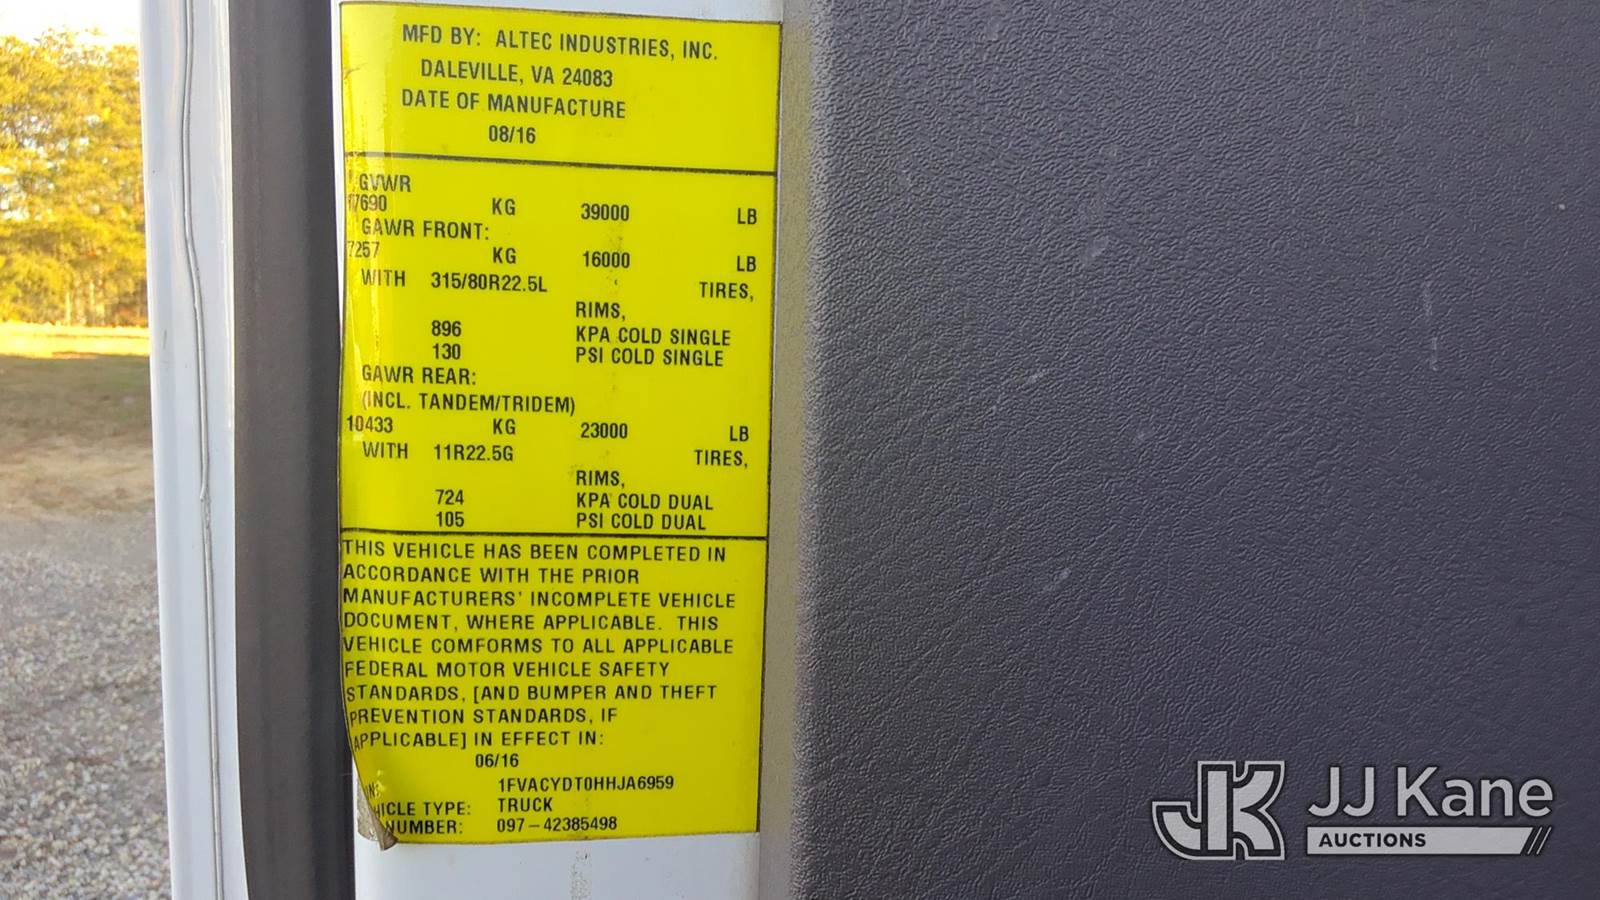 MFD BY: ALTEC INDUSTRIES, INC.
DALEVILLE, VA 24083
DATE OF MANUFACTURE
08/16
GVWR
17690 KG 39000 LB
GAWR FRONT:
7257 KG 16000 LB
WITH 315/80R22.5L TIRES,
RIMS,
896 KPA COLD SINGLE
130 PSI COLD SINGLE
GAWR REAR:
(INCL. TANDEM/TRIDEM)
10433 KG 23000 LB
WITH 11R22.5G TIRES,
RIMS,
724 KPA COLD DUAL
105 PSI COLD DUAL
THIS VEHICLE HAS BEEN COMPLETED IN
ACCORDANCE WITH THE PRIOR
MANUFACTURERS' INCOMPLETE VEHICLE
DOCUMENT, WHERE APPLICABLE. THIS
VEHICLE COMFORMS TO ALL APPLICABLE
FEDERAL MOTOR VEHICLE SAFETY
STANDARDS, [AND BUMPER AND THEFT
PREVENTION STANDARDS, IF
APPLICABLE] IN EFFECT IN:
06/16
1FVACYDT0HHJA6959
HICLE TYPE: TRUCK
NUMBER: 097-42385498
JK JJ Kane
AUCTIONS